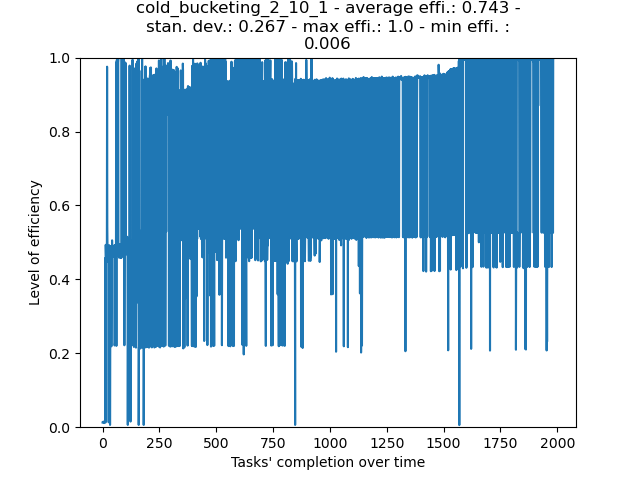 cold_bucketing_2_10_1 - average effi.: 0.743 -
stan. dev.: 0.267 - max effi.: 1.0 - min effi. :
0.006
1.0
0.8
0.6
0.4
0.2
0.0
Level of efficiency
0 250 500 750 1000 1250 1500 1750 2000
Tasks' completion over time